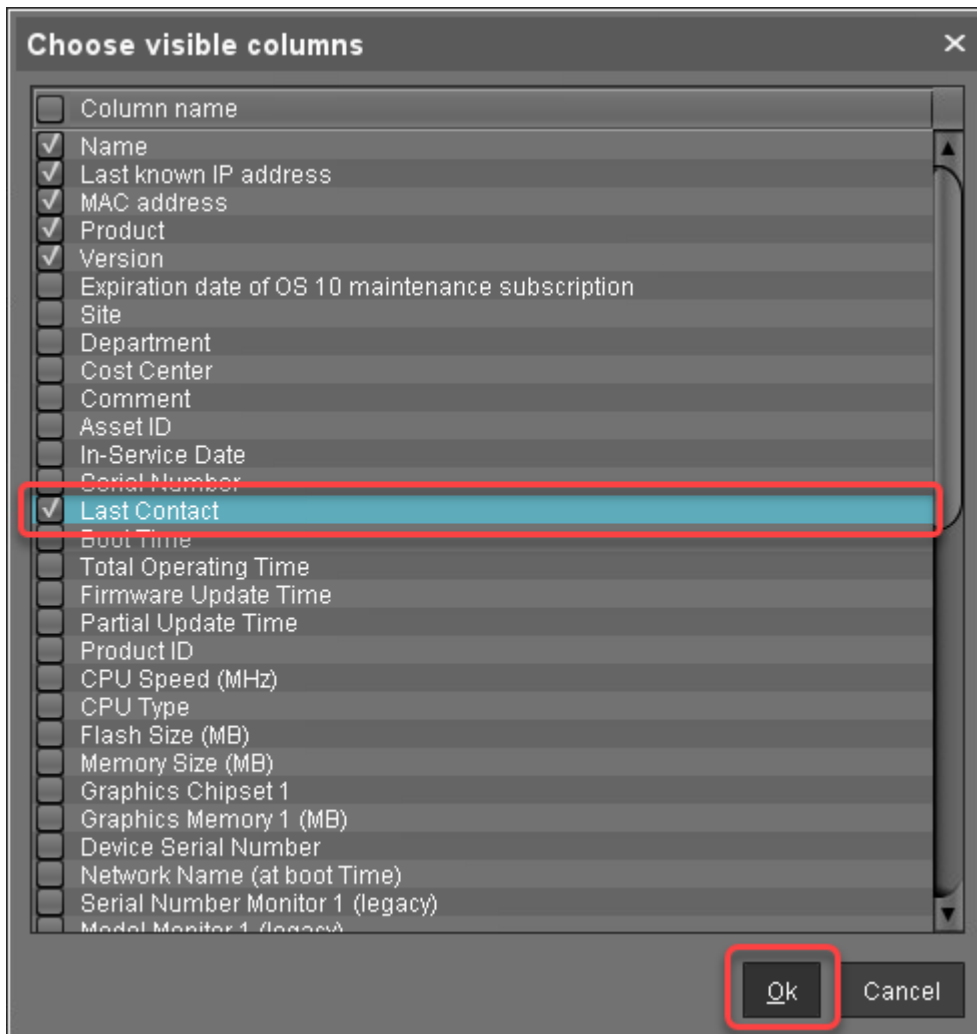 Choose visible columns
Column name
Name
Last known IP address
MAC address
Product
Version
Expiration date of OS 10 maintenance subscription
Site
Department
Cost Center
Comment
Asset ID
In-Service Date
Serial Number
Last Contact
Boot Time
Total Operating Time
Firmware Update Time
Partial Update Time
Product ID
CPU Speed (MHz)
CPU Type
Flash Size (MB)
Memory Size (MB)
Graphics Chipset 1
Graphics Memory 1 (MB)
Device Serial Number
Network Name (at boot Time)
Serial Number Monitor 1 (legacy)
Model Monitor 1 (legacy)
Ok Cancel